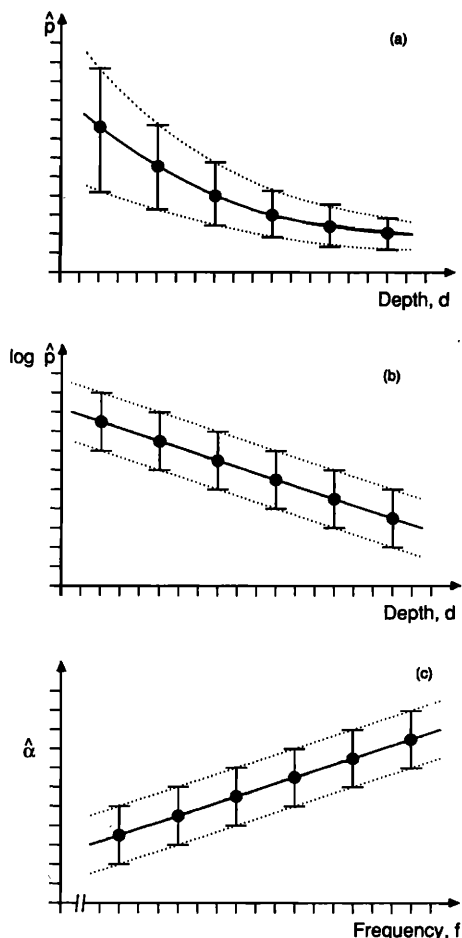 p̂
(a)
Depth, d
log p̂
(b)
Depth, d
(c)
α̂
Frequency, f